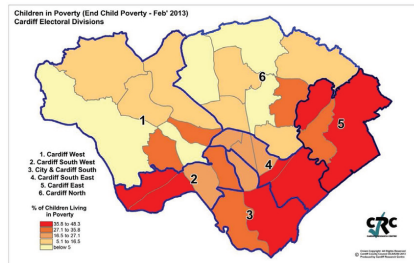 Children in Poverty (End Child Poverty - Feb' 2013)
Cardiff Electoral Divisions
6
1
5
4
2
3
1. Cardiff West
2. Cardiff South West
3. City & Cardiff South
4. Cardiff South East
5. Cardiff East
6. Cardiff North
% of Children Living
in Poverty
35.8 to 48.3
27.1 to 35.8
16.5 to 27.1
5.1 to 16.5
below 5